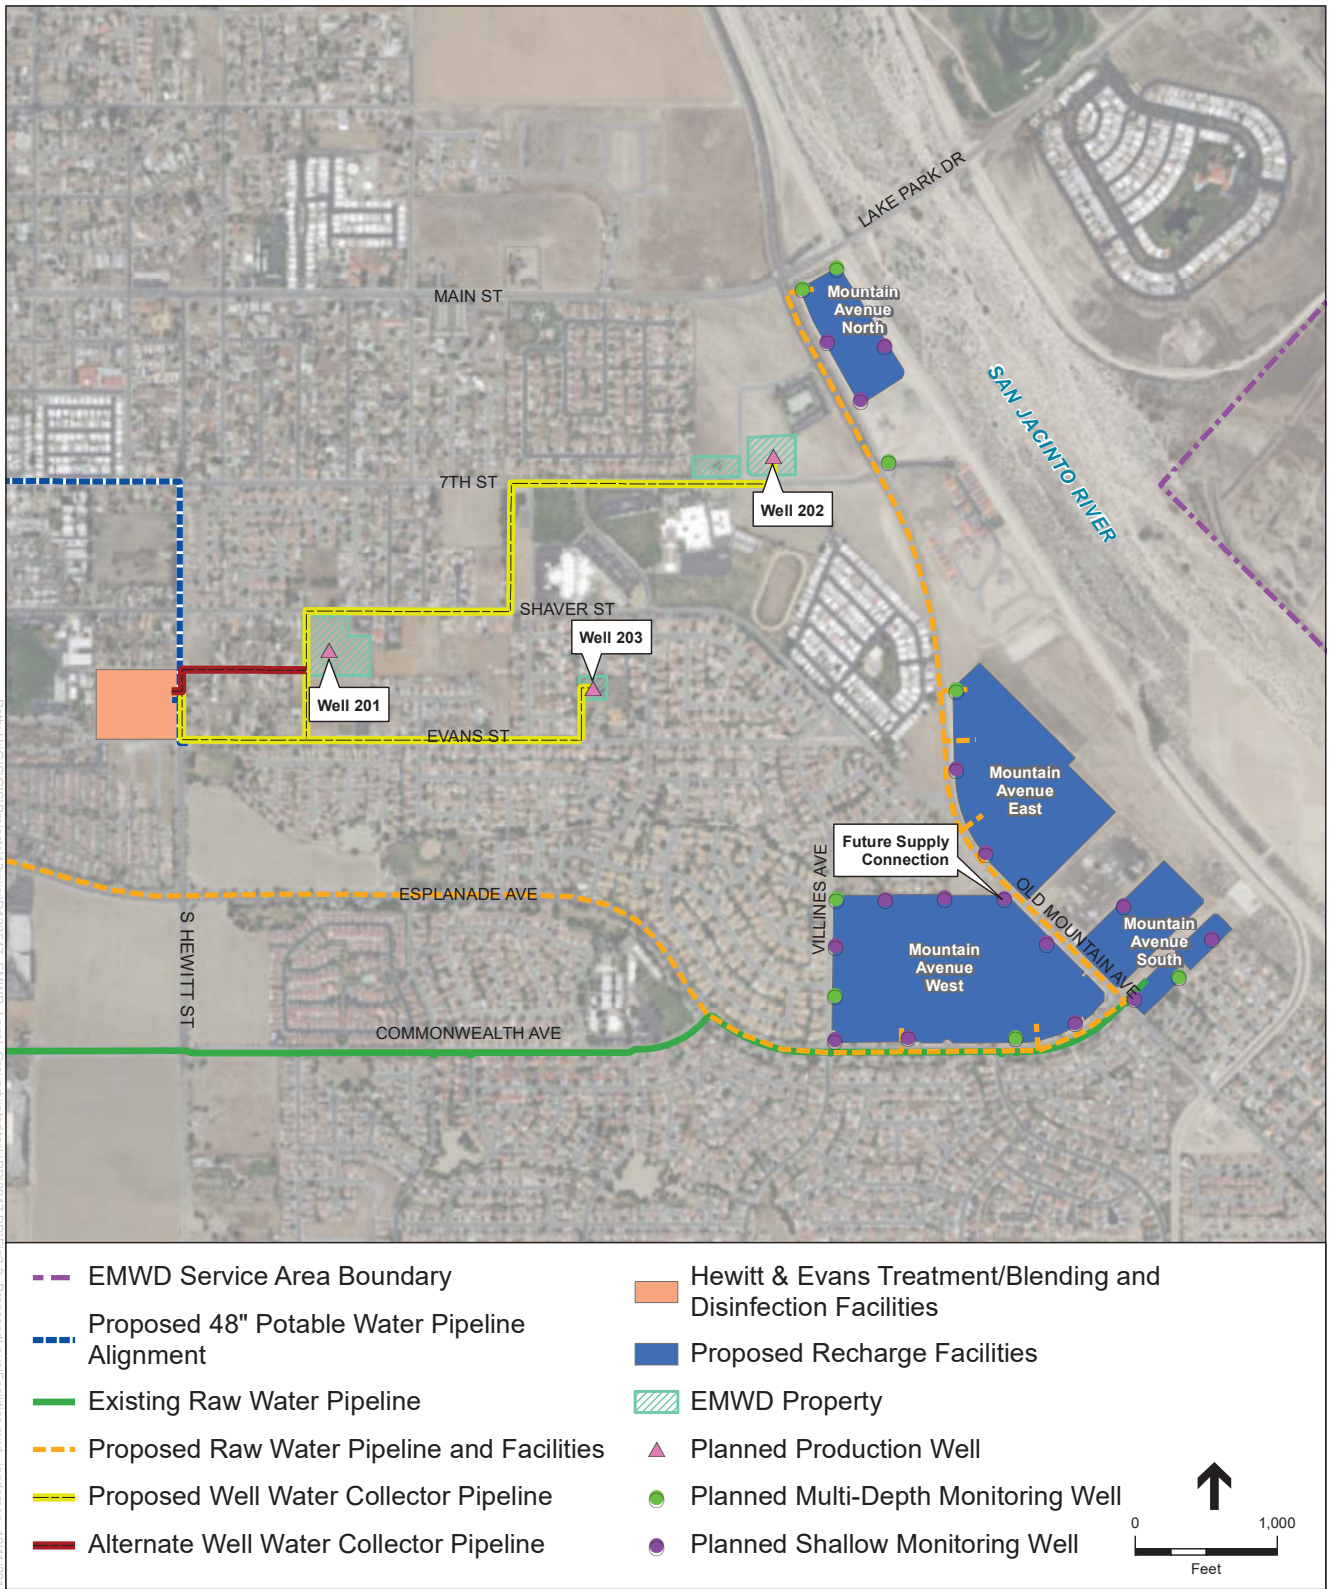 LAKE PARK DR
MAIN ST
Mountain
Avenue
North
SAN JACINTO RIVER
7TH ST
Well 202
SHAVER ST
Well 203
Well 201
EVANS ST
Mountain
Avenue
East
Future Supply
Connection
VILLINES AVE
ESPLANADE AVE
OLD MOUNTAIN AVE
S HEWITT ST
Mountain
Avenue
South
Mountain
Avenue
West
COMMONWEALTH AVE
EMWD Service Area Boundary
Proposed 48" Potable Water Pipeline
Alignment
Existing Raw Water Pipeline
Proposed Raw Water Pipeline and Facilities
Proposed Well Water Collector Pipeline
Alternate Well Water Collector Pipeline
Hewitt & Evans Treatment/Blending and
Disinfection Facilities
Proposed Recharge Facilities
EMWD Property
Planned Production Well
Planned Multi-Depth Monitoring Well
Planned Shallow Monitoring Well
0 1,000
Feet